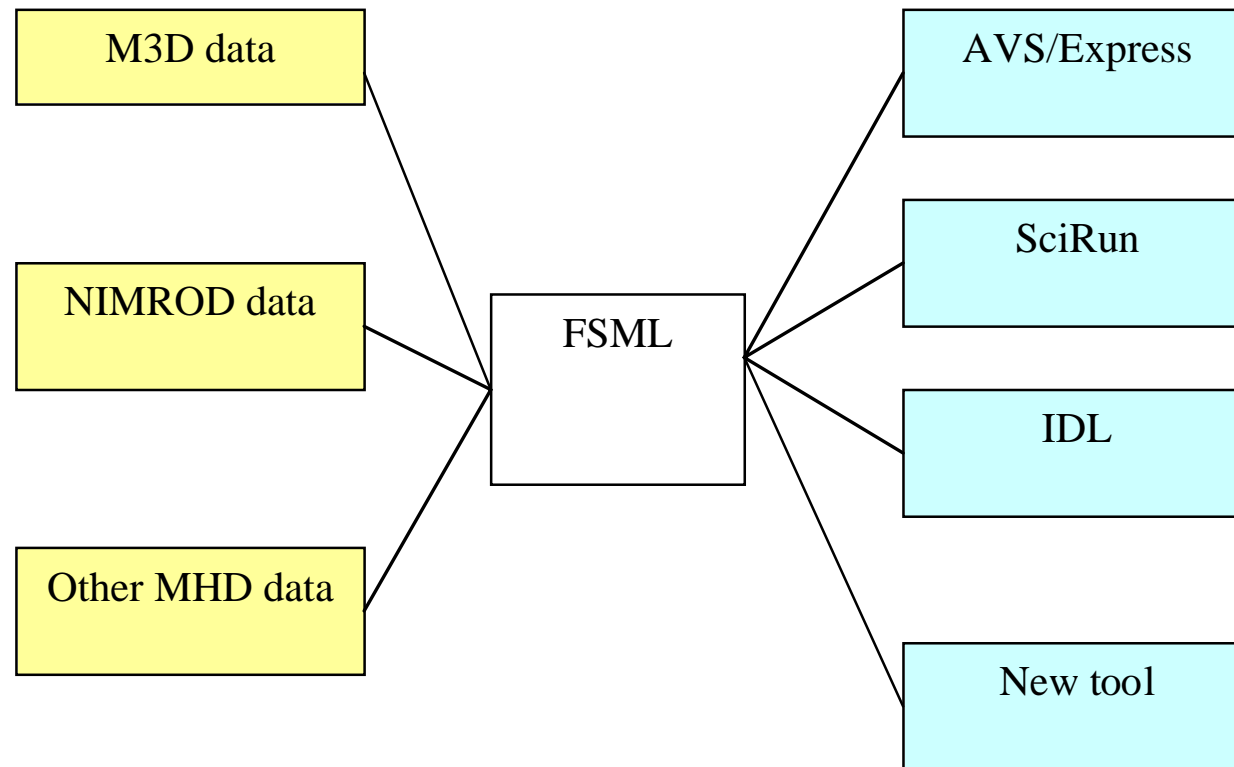 M3D data
NIMROD data
Other MHD data
FSML
AVS/Express
SciRun
IDL
New tool